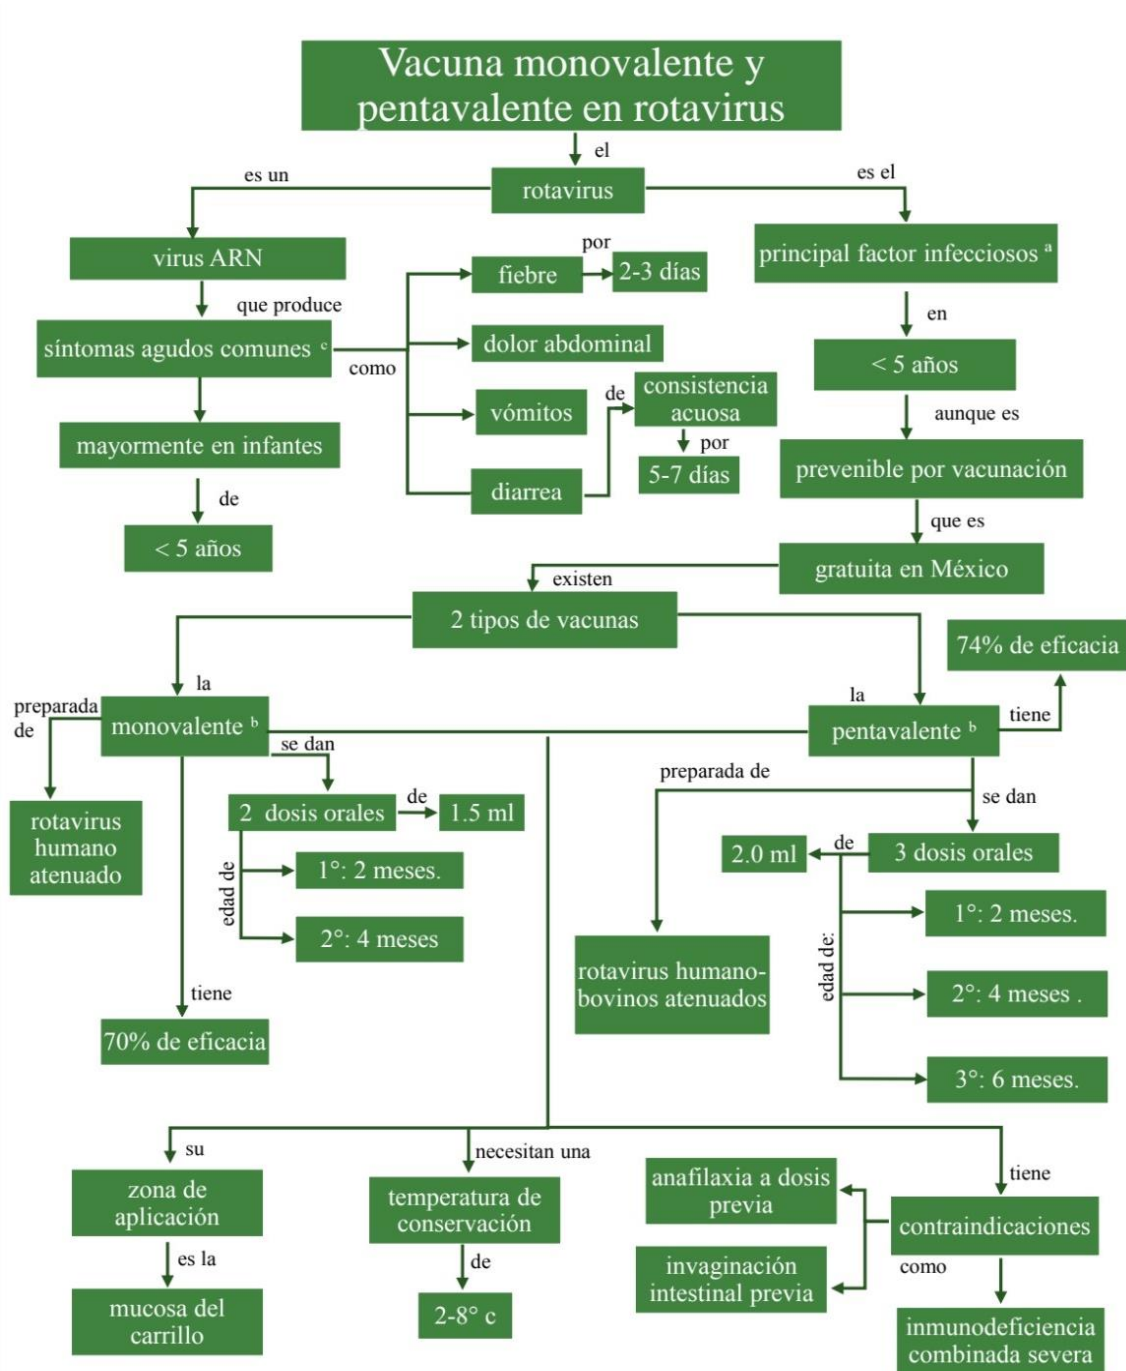 Vacuna monovalente y
pentavalente en rotavirus
el
es un
rotavirus
es el
virus ARN
que produce
síntomas agudos comunes ᶜ
como
mayormente en infantes
de
< 5 años
fiebre
por
2-3 días
dolor abdominal
vómitos
diarrea
de
consistencia
acuosa
por
5-7 días
principal factor infecciosos ᵃ
en
< 5 años
aunque es
prevenible por vacunación
que es
gratuita en México
existen
2 tipos de vacunas
la
monovalente ᵇ
preparada
de
rotavirus
humano
atenuado
tiene
70% de eficacia
se dan
2 dosis orales
de
1.5 ml
edad de
1°: 2 meses.
2°: 4 meses
la
pentavalente ᵇ
tiene
74% de eficacia
preparada de
rotavirus humano-
bovinos atenuados
se dan
3 dosis orales
de
2.0 ml
edad de:
1°: 2 meses.
2°: 4 meses .
3°: 6 meses.
su
zona de
aplicación
es la
mucosa del
carrillo
necesitan una
temperatura de
conservación
de
2-8° c
tiene
contraindicaciones
como
anafilaxia a dosis
previa
invaginación
intestinal previa
inmunodeficiencia
combinada severa